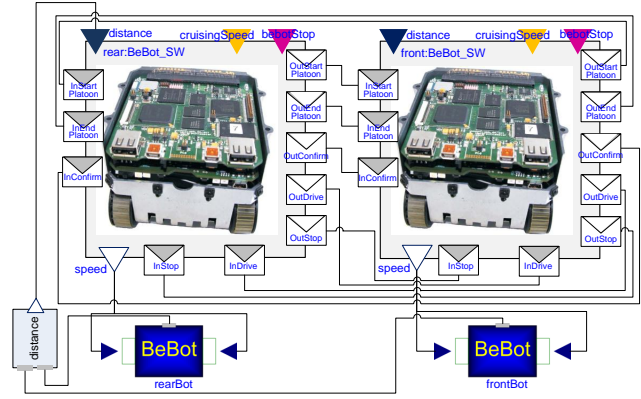 distance cruisingSpeed bebotStop
rear:BeBot_SW
OutStart
Platoon
InStart
Platoon
OutEnd
Platoon
InEnd
Platoon
OutConfirm
InConfirm
OutDrive
OutStop
speed
InStop
InDrive
distance cruisingSpeed bebotStop
front:BeBot_SW
OutStart
Platoon
InStart
Platoon
OutEnd
Platoon
InEnd
Platoon
OutConfirm
InConfirm
OutDrive
OutStop
speed
InStop
InDrive
distance
BeBot
rearBot
BeBot
frontBot